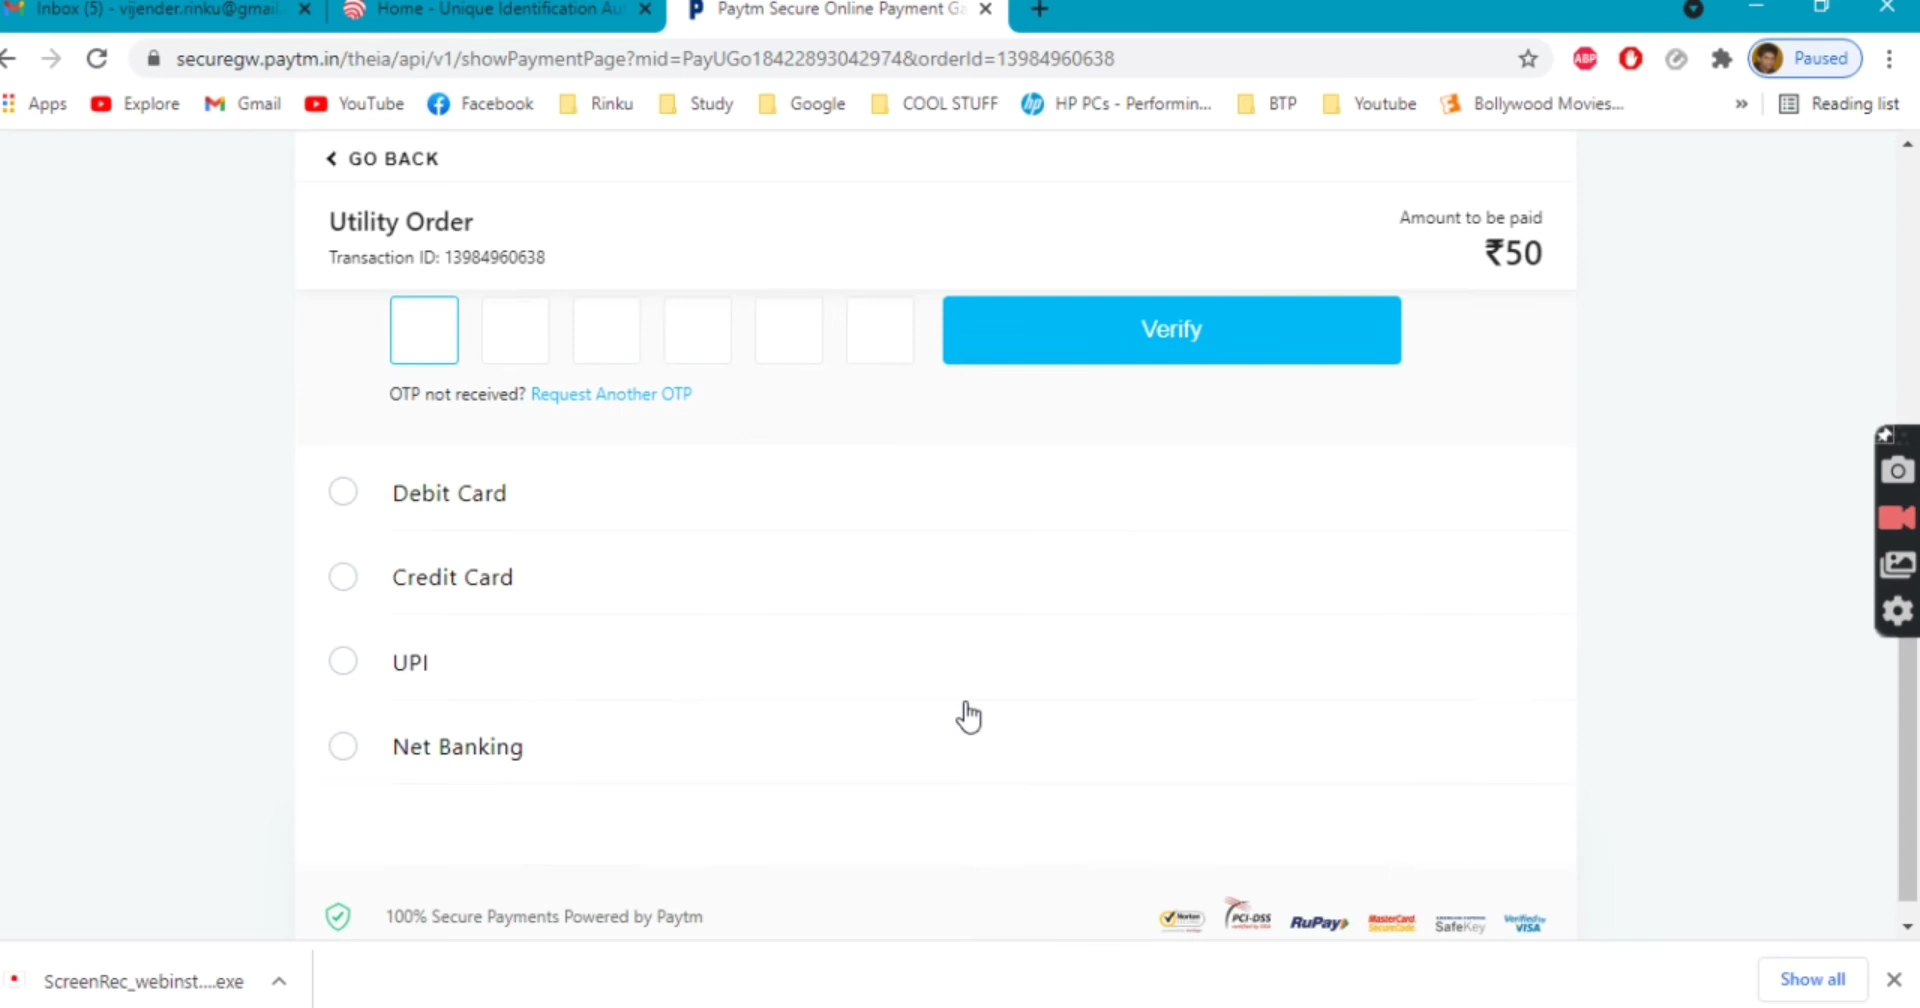 Inbox (5) - vijender.rinku@gmail.
Home - Unique Identification Au
Paytm Secure Online Payment Ga
securegw.paytm.in/theia/api/v1/showPaymentPage?mid=PayUGo18422893042974&orderId=13984960638
ABP
Paused
Apps
Explore
Gmail
YouTube
Facebook
Rinku
Study
Google
COOL STUFF
HP PCs - Performin...
BTP
Youtube
Bollywood Movies...
»
Reading list
GO BACK
Utility Order
Transaction ID: 13984960638
Amount to be paid
₹50
Verify
OTP not received? Request Another OTP
Debit Card
Credit Card
UPI
Net Banking
100% Secure Payments Powered by Paytm
Norton
PCI-DSS
RuPay
MasterCard.
SecureCode.
SafeKey
Verified by
VISA
ScreenRec_webinst....exe
Show all